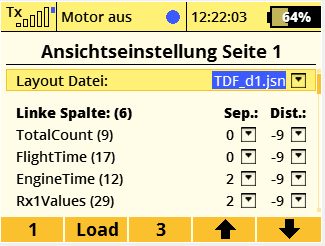 Tx Motor aus 12:22:03 64%
Ansichtseinstellung Seite 1
Layout Datei: TDF_d1.jsn
Linke Spalte: (6) Sep.: Dist.:
TotalCount (9) 0 -9
FlightTime (17) 0 -9
EngineTime (12) 2 -9
Rx1Values (29) 2 -9
1 Load 3